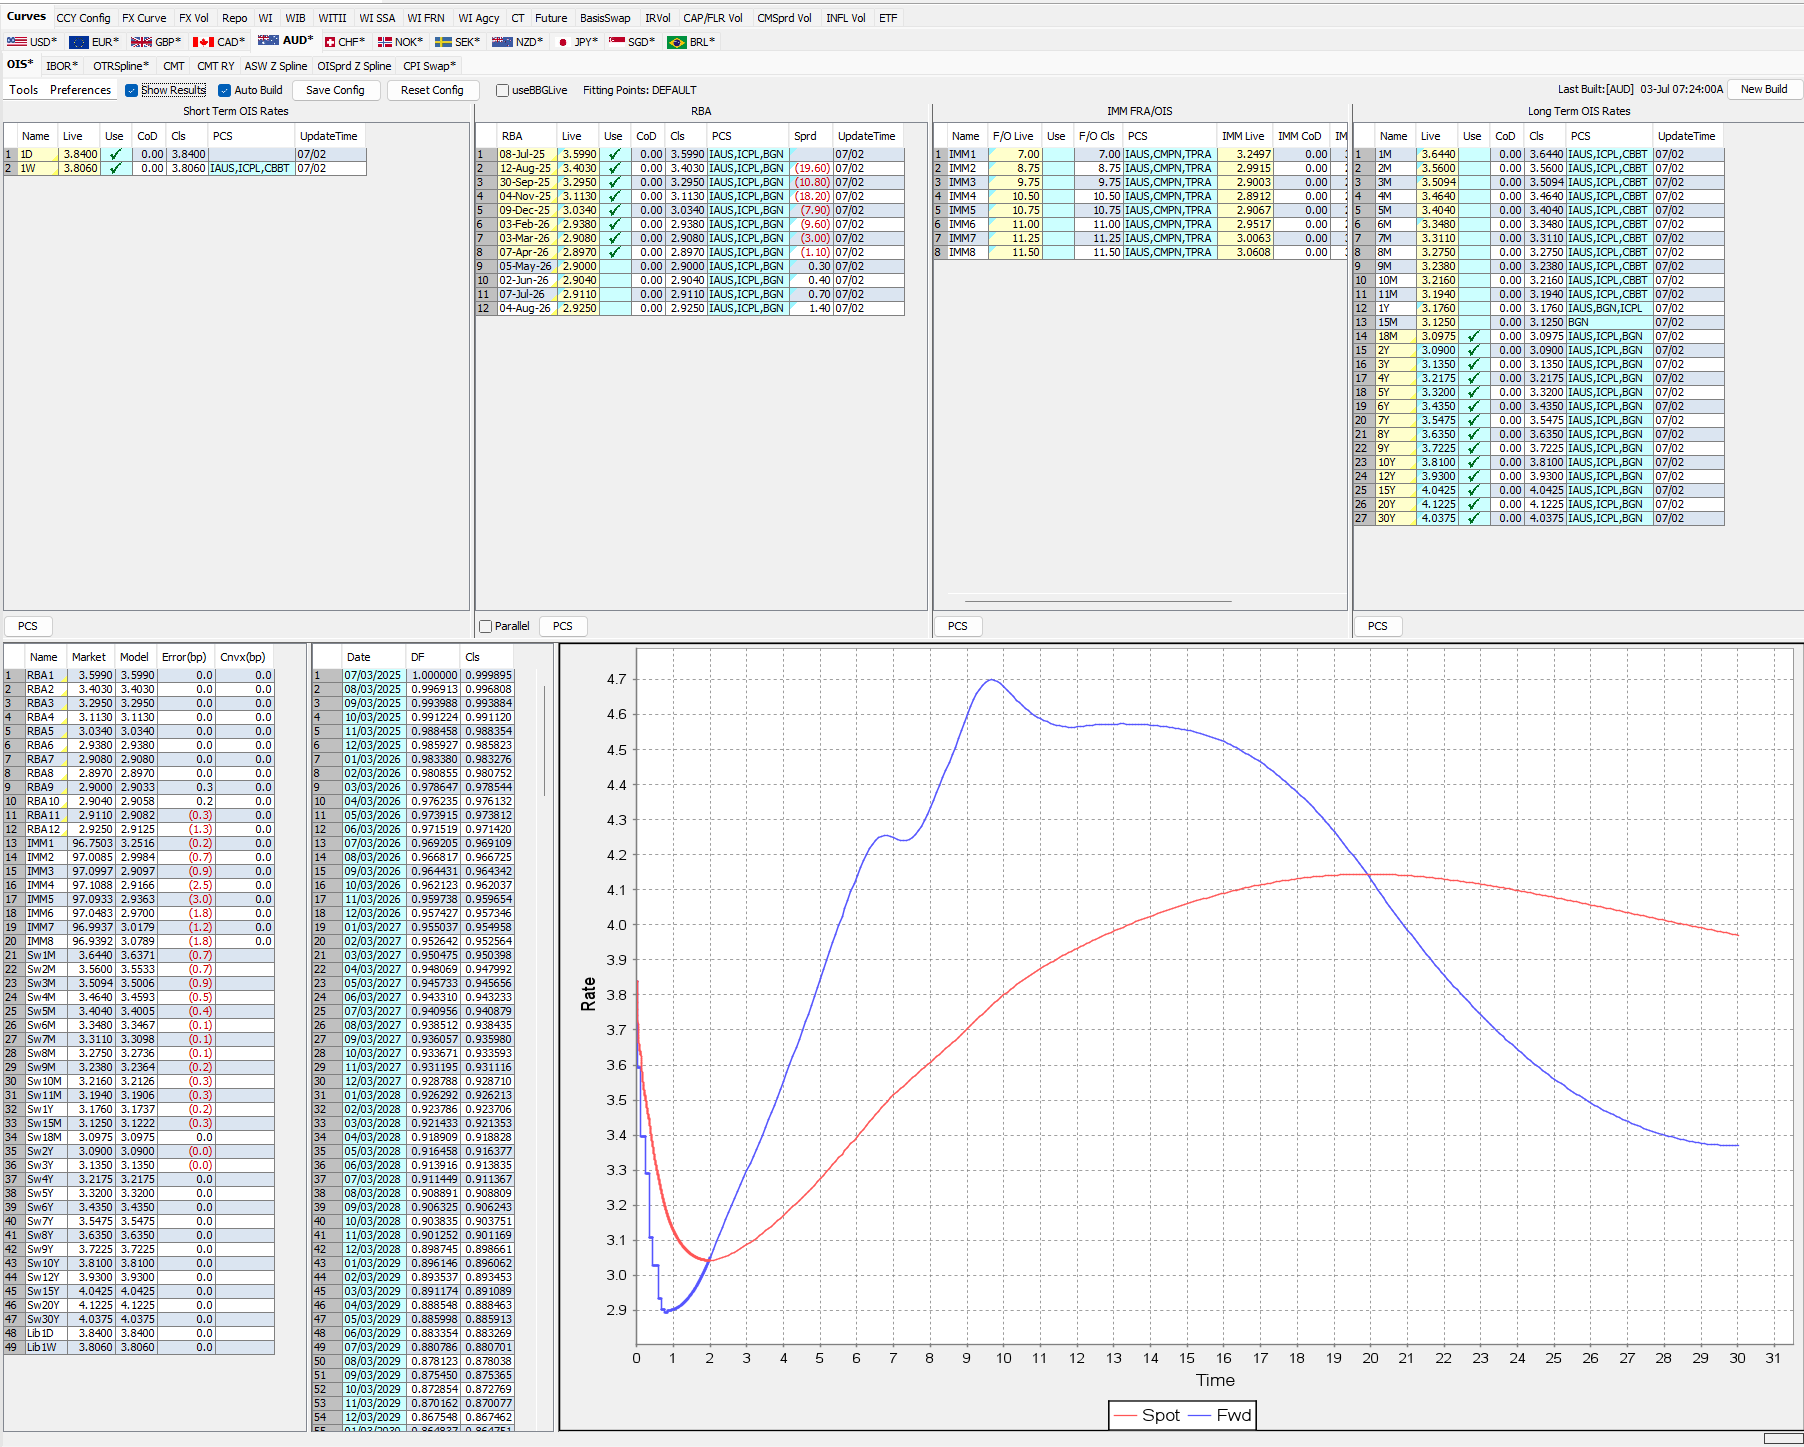 Curves CCY Config FX Curve FX Vol Repo WI WIB WITII WI SSA WI FRN WI Agcy CT Future BasisSwap IRVol CAP/FLR Vol CMSprd Vol INFL Vol ETF
USD* EUR* GBP* CAD* AUD* CHF* NOK* SEK* NZD* JPY* SGD* BRL*
OIS* IBOR* OTRSpline* CMT CMT RY ASW Z Spline OISprd Z Spline CPI Swap*
Tools Preferences Show Results Auto Build Save Config Reset Config useBBGLive Fitting Points: DEFAULT Last Built:[AUD] 03-Jul 07:24:00A New Build
Short Term OIS Rates
Name Live Use CoD Cls PCS UpdateTime
1 1D 3.8400 0.00 3.8400 07/02
2 1W 3.8060 0.00 3.8060 IAUS,ICPL,CBBT 07/02
PCS
RBA
RBA Live Use CoD Cls PCS Sprd UpdateTime
1 08-Jul-25 3.5990 0.00 3.5990 IAUS,ICPL,BGN 07/02
2 12-Aug-25 3.4030 0.00 3.4030 IAUS,ICPL,BGN (19.60) 07/02
3 30-Sep-25 3.2950 0.00 3.2950 IAUS,ICPL,BGN (10.80) 07/02
4 04-Nov-25 3.1130 0.00 3.1130 IAUS,ICPL,BGN (18.20) 07/02
5 09-Dec-25 3.0340 0.00 3.0340 IAUS,ICPL,BGN (7.90) 07/02
6 03-Feb-26 2.9380 0.00 2.9380 IAUS,ICPL,BGN (9.60) 07/02
7 03-Mar-26 2.9080 0.00 2.9080 IAUS,ICPL,BGN (3.00) 07/02
8 07-Apr-26 2.8970 0.00 2.8970 IAUS,ICPL,BGN (1.10) 07/02
9 05-May-26 2.9000 0.00 2.9000 IAUS,ICPL,BGN 0.30 07/02
10 02-Jun-26 2.9040 0.00 2.9040 IAUS,ICPL,BGN 0.40 07/02
11 07-Jul-26 2.9110 0.00 2.9110 IAUS,ICPL,BGN 0.70 07/02
12 04-Aug-26 2.9250 0.00 2.9250 IAUS,ICPL,BGN 1.40 07/02
Parallel PCS
IMM FRA/OIS
Name F/O Live Use F/O Cls PCS IMM Live IMM CoD IM
1 IMM1 7.00 7.00 IAUS,CMPN,TPRA 3.2497 0.00
2 IMM2 8.75 8.75 IAUS,CMPN,TPRA 2.9915 0.00
3 IMM3 9.75 9.75 IAUS,CMPN,TPRA 2.9003 0.00
4 IMM4 10.50 10.50 IAUS,CMPN,TPRA 2.8912 0.00
5 IMM5 10.75 10.75 IAUS,CMPN,TPRA 2.9067 0.00
6 IMM6 11.00 11.00 IAUS,CMPN,TPRA 2.9517 0.00
7 IMM7 11.25 11.25 IAUS,CMPN,TPRA 3.0063 0.00
8 IMM8 11.50 11.50 IAUS,CMPN,TPRA 3.0608 0.00
PCS
Long Term OIS Rates
Name Live Use CoD Cls PCS UpdateTime
1 1M 3.6440 0.00 3.6440 IAUS,ICPL,CBBT 07/02
2 2M 3.5600 0.00 3.5600 IAUS,ICPL,CBBT 07/02
3 3M 3.5094 0.00 3.5094 IAUS,ICPL,CBBT 07/02
4 4M 3.4640 0.00 3.4640 IAUS,ICPL,CBBT 07/02
5 5M 3.4040 0.00 3.4040 IAUS,ICPL,CBBT 07/02
6 6M 3.3480 0.00 3.3480 IAUS,ICPL,CBBT 07/02
7 7M 3.3110 0.00 3.3110 IAUS,ICPL,CBBT 07/02
8 8M 3.2750 0.00 3.2750 IAUS,ICPL,CBBT 07/02
9 9M 3.2380 0.00 3.2380 IAUS,ICPL,CBBT 07/02
10 10M 3.2160 0.00 3.2160 IAUS,ICPL,CBBT 07/02
11 11M 3.1940 0.00 3.1940 IAUS,ICPL,CBBT 07/02
12 1Y 3.1760 0.00 3.1760 IAUS,BGN,ICPL 07/02
13 15M 3.1250 0.00 3.1250 BGN 07/02
14 18M 3.0975 0.00 3.0975 IAUS,ICPL,BGN 07/02
15 2Y 3.0900 0.00 3.0900 IAUS,ICPL,BGN 07/02
16 3Y 3.1350 0.00 3.1350 IAUS,ICPL,BGN 07/02
17 4Y 3.2175 0.00 3.2175 IAUS,ICPL,BGN 07/02
18 5Y 3.3200 0.00 3.3200 IAUS,ICPL,BGN 07/02
19 6Y 3.4350 0.00 3.4350 IAUS,ICPL,BGN 07/02
20 7Y 3.5475 0.00 3.5475 IAUS,ICPL,BGN 07/02
21 8Y 3.6350 0.00 3.6350 IAUS,ICPL,BGN 07/02
22 9Y 3.7225 0.00 3.7225 IAUS,ICPL,BGN 07/02
23 10Y 3.8100 0.00 3.8100 IAUS,ICPL,BGN 07/02
24 12Y 3.9300 0.00 3.9300 IAUS,ICPL,BGN 07/02
25 15Y 4.0425 0.00 4.0425 IAUS,ICPL,BGN 07/02
26 20Y 4.1225 0.00 4.1225 IAUS,ICPL,BGN 07/02
27 30Y 4.0375 0.00 4.0375 IAUS,ICPL,BGN 07/02
PCS
Name Market Model Error(bp) Cnvx(bp)
1 RBA1 3.5990 3.5990 0.0 0.0
2 RBA2 3.4030 3.4030 0.0 0.0
3 RBA3 3.2950 3.2950 0.0 0.0
4 RBA4 3.1130 3.1130 0.0 0.0
5 RBA5 3.0340 3.0340 0.0 0.0
6 RBA6 2.9380 2.9380 0.0 0.0
7 RBA7 2.9080 2.9080 0.0 0.0
8 RBA8 2.8970 2.8970 0.0 0.0
9 RBA9 2.9000 2.9033 0.3 0.0
10 RBA10 2.9040 2.9058 0.2 0.0
11 RBA11 2.9110 2.9082 (0.3) 0.0
12 RBA12 2.9250 2.9125 (1.3) 0.0
13 IMM1 96.7503 3.2516 (0.2) 0.0
14 IMM2 97.0085 2.9984 (0.7) 0.0
15 IMM3 97.0997 2.9097 (0.9) 0.0
16 IMM4 97.1088 2.9166 (2.5) 0.0
17 IMM5 97.0933 2.9363 (3.0) 0.0
18 IMM6 97.0483 2.9700 (1.8) 0.0
19 IMM7 96.9937 3.0179 (1.2) 0.0
20 IMM8 96.9392 3.0789 (1.8) 0.0
21 Sw1M 3.6440 3.6371 (0.7)
22 Sw2M 3.5600 3.5533 (0.7)
23 Sw3M 3.5094 3.5006 (0.9)
24 Sw4M 3.4640 3.4593 (0.5)
25 Sw5M 3.4040 3.4005 (0.4)
26 Sw6M 3.3480 3.3467 (0.1)
27 Sw7M 3.3110 3.3098 (0.1)
28 Sw8M 3.2750 3.2736 (0.1)
29 Sw9M 3.2380 3.2364 (0.2)
30 Sw10M 3.2160 3.2126 (0.3)
31 Sw11M 3.1940 3.1906 (0.3)
32 Sw1Y 3.1760 3.1737 (0.2)
33 Sw15M 3.1250 3.1222 (0.3)
34 Sw18M 3.0975 3.0975 0.0
35 Sw2Y 3.0900 3.0900 (0.0)
36 Sw3Y 3.1350 3.1350 (0.0)
37 Sw4Y 3.2175 3.2175 0.0
38 Sw5Y 3.3200 3.3200 0.0
39 Sw6Y 3.4350 3.4350 0.0
40 Sw7Y 3.5475 3.5475 0.0
41 Sw8Y 3.6350 3.6350 0.0
42 Sw9Y 3.7225 3.7225 0.0
43 Sw10Y 3.8100 3.8100 0.0
44 Sw12Y 3.9300 3.9300 0.0
45 Sw15Y 4.0425 4.0425 0.0
46 Sw20Y 4.1225 4.1225 0.0
47 Sw30Y 4.0375 4.0375 0.0
48 Lib1D 3.8400 3.8400 0.0
49 Lib1W 3.8060 3.8060 0.0
Date DF Cls
1 07/03/2025 1.000000 0.999895
2 08/03/2025 0.996913 0.996808
3 09/03/2025 0.993988 0.993884
4 10/03/2025 0.991224 0.991120
5 11/03/2025 0.988458 0.988354
6 12/03/2025 0.985927 0.985823
7 01/03/2026 0.983380 0.983276
8 02/03/2026 0.980855 0.980752
9 03/03/2026 0.978647 0.978544
10 04/03/2026 0.976235 0.976132
11 05/03/2026 0.973915 0.973812
12 06/03/2026 0.971519 0.971420
13 07/03/2026 0.969205 0.969109
14 08/03/2026 0.966817 0.966725
15 09/03/2026 0.964431 0.964342
16 10/03/2026 0.962123 0.962037
17 11/03/2026 0.959738 0.959654
18 12/03/2026 0.957427 0.957346
19 01/03/2027 0.955037 0.954958
20 02/03/2027 0.952642 0.952564
21 03/03/2027 0.950475 0.950398
22 04/03/2027 0.948069 0.947992
23 05/03/2027 0.945733 0.945656
24 06/03/2027 0.943310 0.943233
25 07/03/2027 0.940956 0.940879
26 08/03/2027 0.938512 0.938435
27 09/03/2027 0.936057 0.935980
28 10/03/2027 0.933671 0.933593
29 11/03/2027 0.931195 0.931116
30 12/03/2027 0.928788 0.928710
31 01/03/2028 0.926292 0.926213
32 02/03/2028 0.923786 0.923706
33 03/03/2028 0.921433 0.921353
34 04/03/2028 0.918909 0.918828
35 05/03/2028 0.916458 0.916377
36 06/03/2028 0.913916 0.913835
37 07/03/2028 0.911449 0.911367
38 08/03/2028 0.908891 0.908809
39 09/03/2028 0.906325 0.906243
40 10/03/2028 0.903835 0.903751
41 11/03/2028 0.901252 0.901169
42 12/03/2028 0.898745 0.898661
43 01/03/2029 0.896146 0.896062
44 02/03/2029 0.893537 0.893453
45 03/03/2029 0.891174 0.891089
46 04/03/2029 0.888548 0.888463
47 05/03/2029 0.885998 0.885913
48 06/03/2029 0.883354 0.883269
49 07/03/2029 0.880786 0.880701
50 08/03/2029 0.878123 0.878038
51 09/03/2029 0.875450 0.875365
52 10/03/2029 0.872854 0.872769
53 11/03/2029 0.870162 0.870077
54 12/03/2029 0.867548 0.867462
4.7
4.6
4.5
4.4
4.3
4.2
4.1
4.0
3.9
3.8
3.7
3.6
3.5
3.4
3.3
3.2
3.1
3.0
2.9
Rate
0 1 2 3 4 5 6 7 8 9 10 11 12 13 14 15 16 17 18 19 20 21 22 23 24 25 26 27 28 29 30 31
Time
Spot Fwd